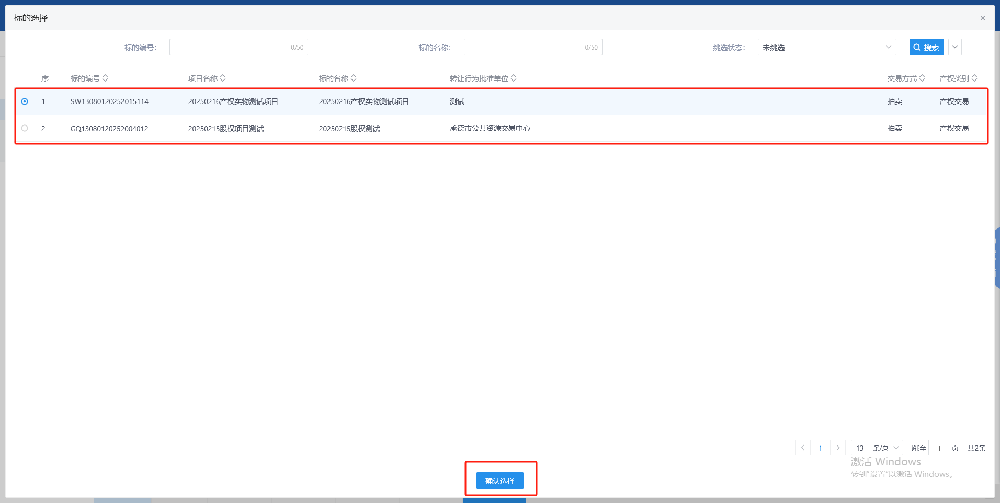 标的选择
标的编号： 0/50 标的名称： 0/50 挑选状态： 未挑选 搜索
序 标的编号 项目名称 标的名称 转让行为批准单位 交易方式 产权类别
1 SW13080120252015114 20250216产权实物测试项目 20250216产权实物测试项目 测试 拍卖 产权交易
2 GQ13080120252004012 20250215股权项目测试 20250215股权测试 承德市公共资源交易中心 拍卖 产权交易
1 13 条/页 跳至 1 页 共2条
激活 Windows
转到“设置”以激活 Windows。
确认选择